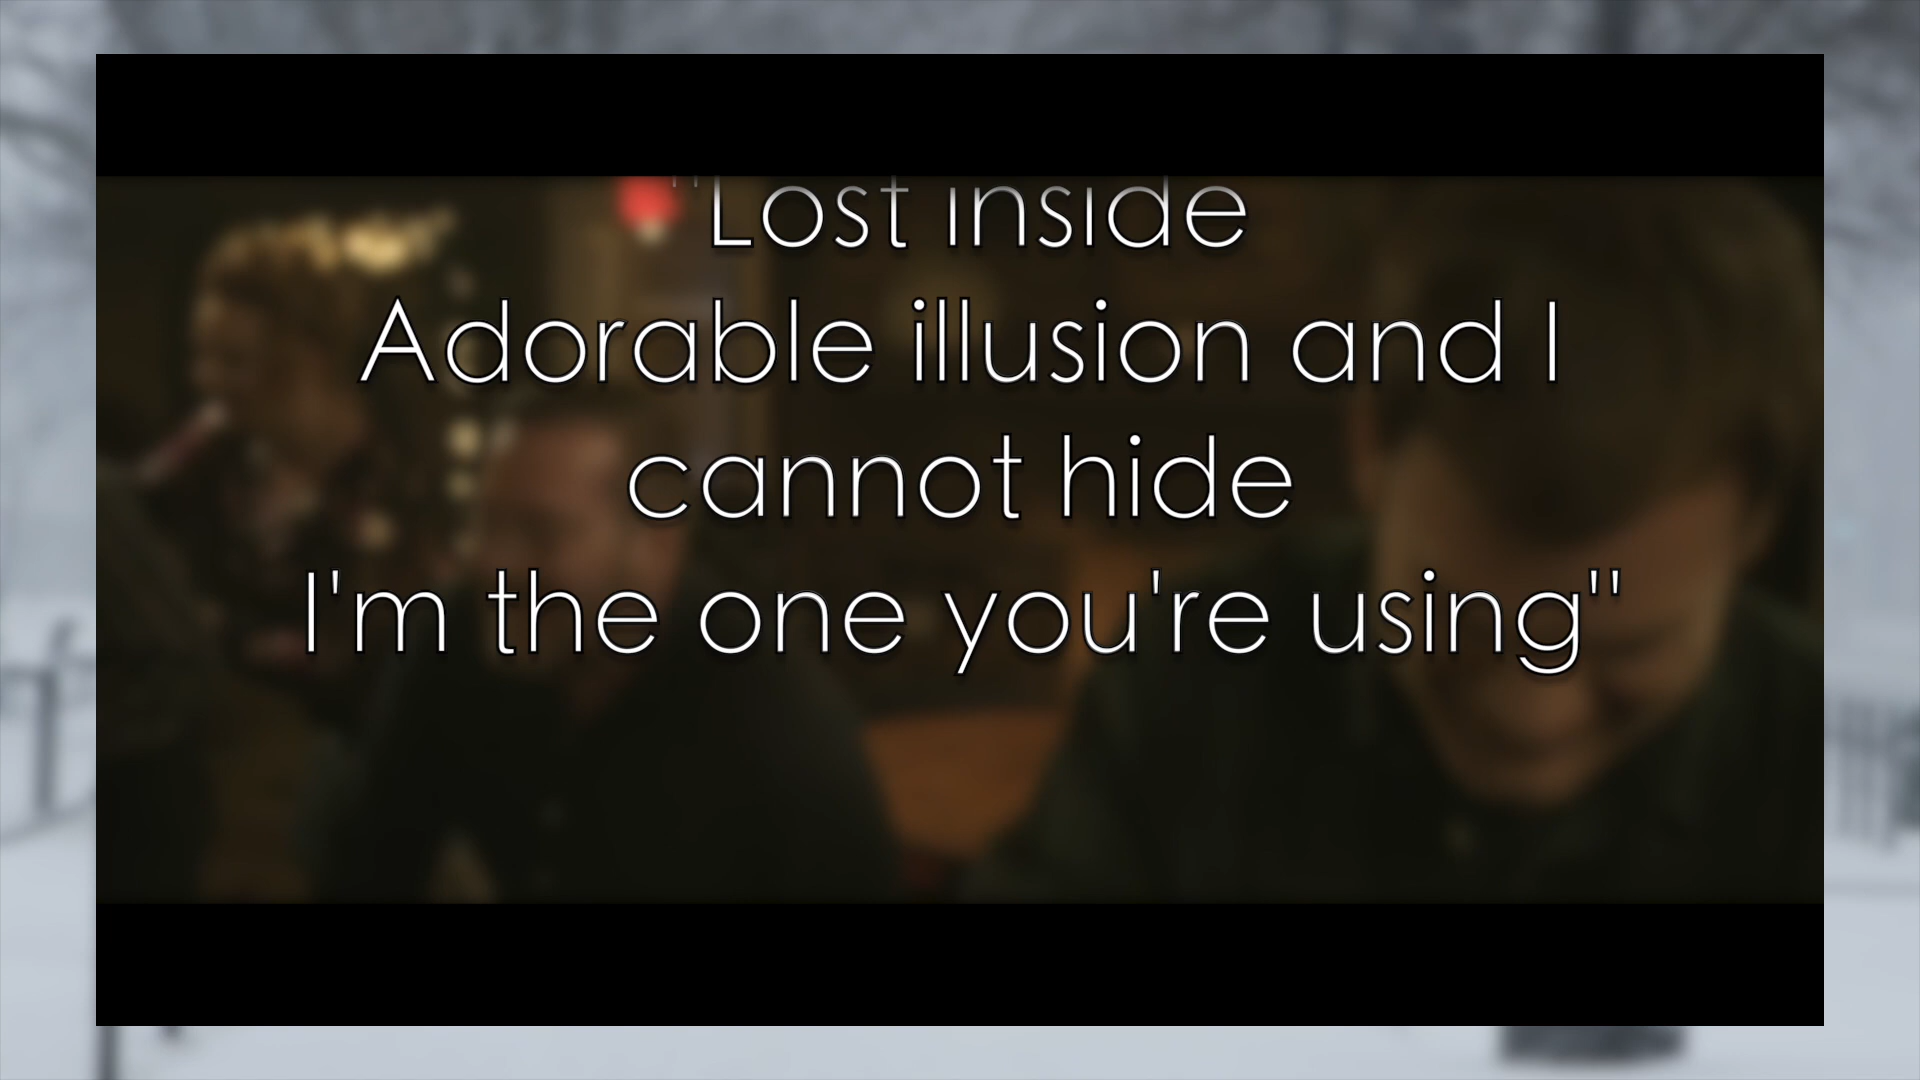 "Lost inside
Adorable illusion and I
cannot hide
I'm the one you're using"